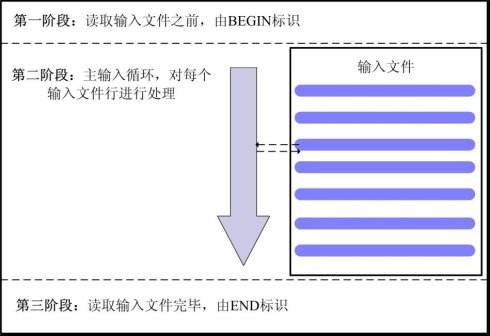 第一阶段：读取输入文件之前，由BEGIN标识
第二阶段：主输入循环，对每个
输入文件行进行处理
输入文件
第三阶段：读取输入文件完毕，由END标识